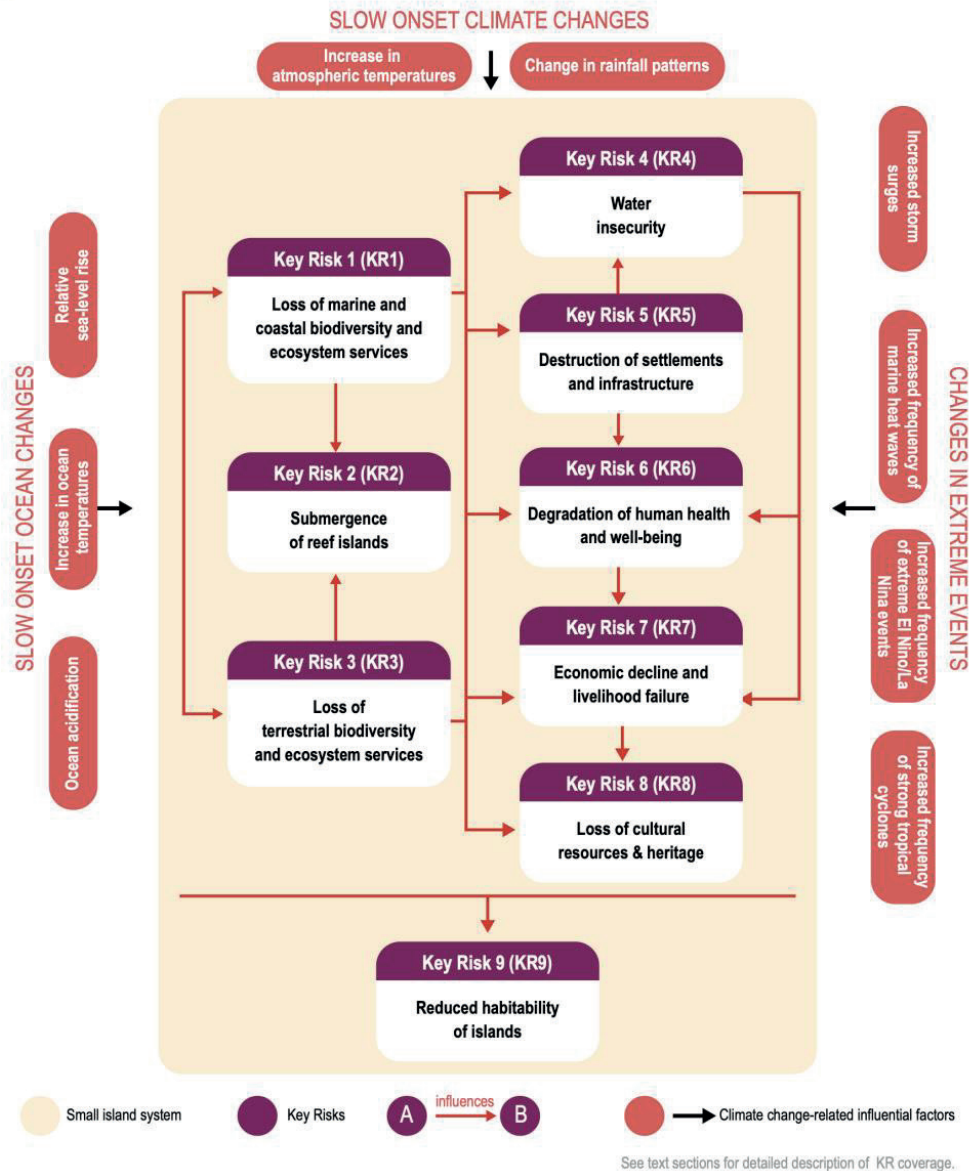 SLOW ONSET CLIMATE CHANGES
Increase in
atmospheric temperatures
Change in rainfall patterns
SLOW ONSET OCEAN CHANGES
Relative
sea-level rise
Increase in ocean
temperatures
Ocean acidification
Key Risk 1 (KR1)
Loss of marine and
coastal biodiversity and
ecosystem services
Key Risk 2 (KR2)
Submergence
of reef islands
Key Risk 3 (KR3)
Loss of
terrestrial biodiversity
and ecosystem services
Key Risk 4 (KR4)
Water
insecurity
Key Risk 5 (KR5)
Destruction of settlements
and infrastructure
Key Risk 6 (KR6)
Degradation of human health
and well-being
Key Risk 7 (KR7)
Economic decline and
livelihood failure
Key Risk 8 (KR8)
Loss of cultural
resources & heritage
Key Risk 9 (KR9)
Reduced habitability
of islands
CHANGES IN EXTREME EVENTS
Increased storm
surges
Increased frequency of
marine heat waves
Increased frequency
of extreme El Nino/La
Nina events
Increased frequency
of strong tropical
cyclones
Small island system
Key Risks
A
influences
B
Climate change-related influential factors
See text sections for detailed description of KR coverage.